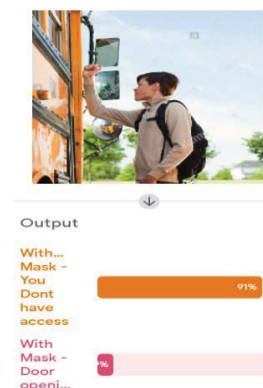 Output
With...
Mask -
You
Dont
have
access
91%
With
Mask -
Door
openi...